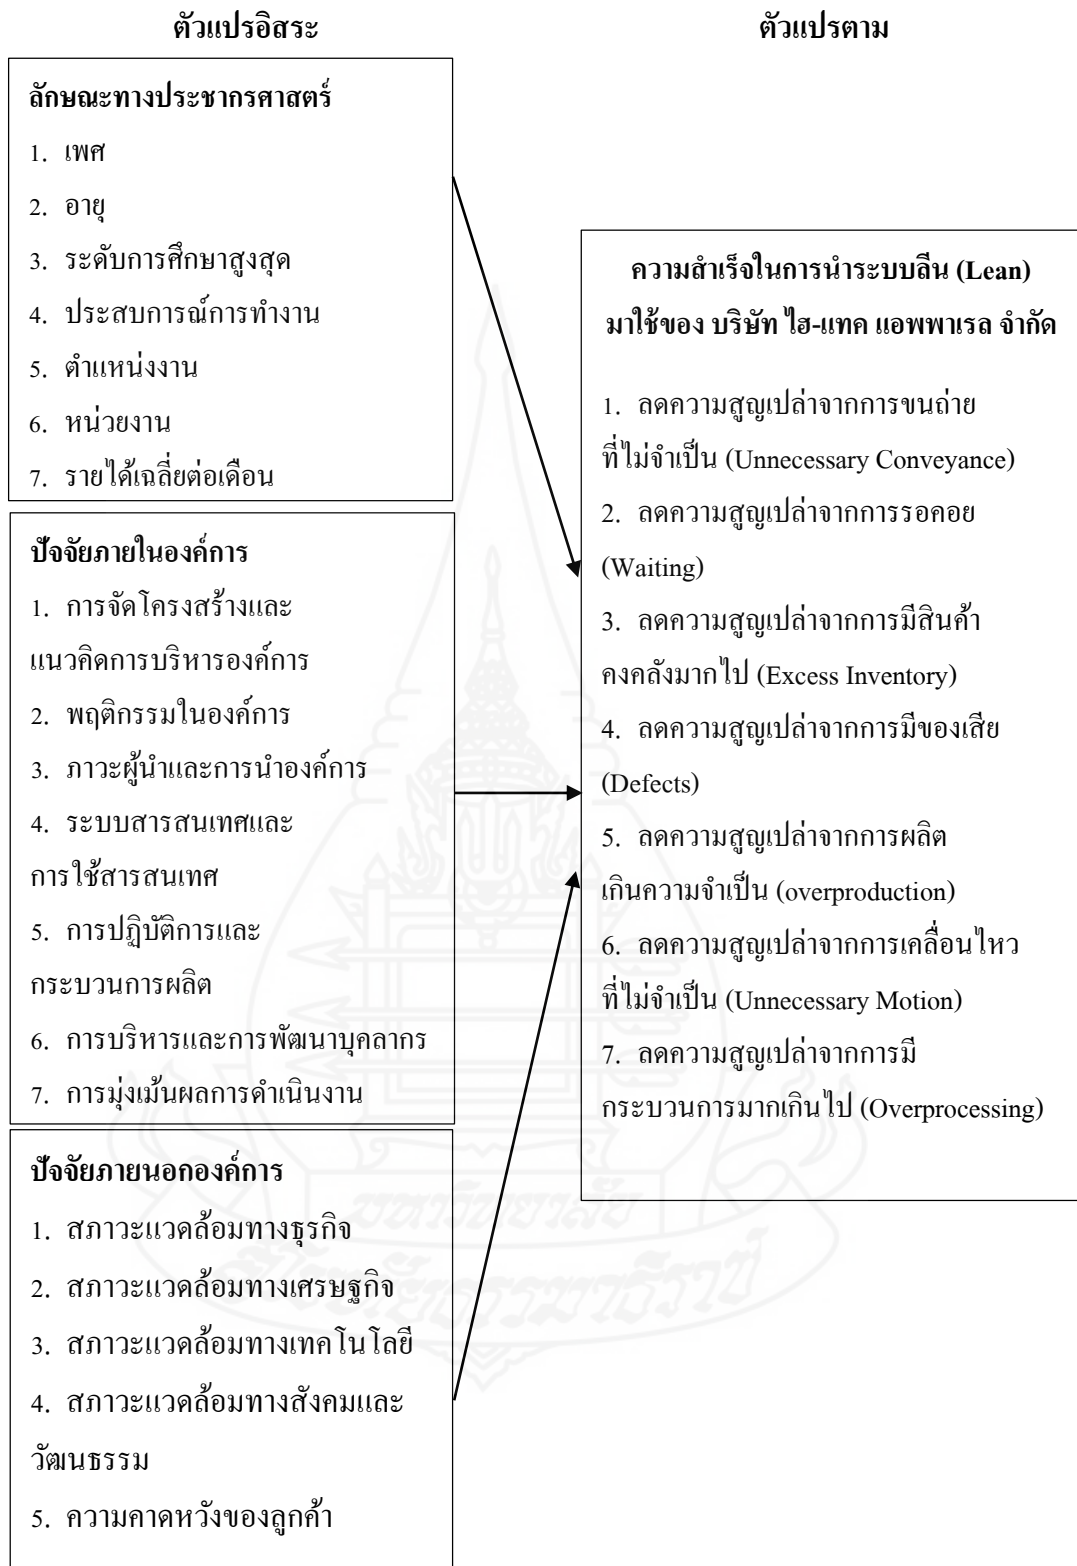 ตัวแปรอิสระ
ตัวแปรตาม
ลักษณะทางประชากรศาสตร์
1. เพศ
2. อายุ
3. ระดับการศึกษาสูงสุด
4. ประสบการณ์การทำงาน
5. ตำแหน่งงาน
6. หน่วยงาน
7. รายได้เฉลี่ยต่อเดือน
ปัจจัยภายในองค์การ
1. การจัดโครงสร้างและ
แนวคิดการบริหารองค์การ
2. พฤติกรรมในองค์การ
3. ภาวะผู้นำและการนำองค์การ
4. ระบบสารสนเทศและ
การใช้สารสนเทศ
5. การปฏิบัติการและ
กระบวนการผลิต
6. การบริหารและการพัฒนาบุคลากร
7. การมุ่งเม้นผลการดำเนินงาน
ปัจจัยภายนอกองค์การ
1. สภาวะแวดล้อมทางธุรกิจ
2. สภาวะแวดล้อมทางเศรษฐกิจ
3. สภาวะแวดล้อมทางเทคโนโลยี
4. สภาวะแวดล้อมทางสังคมและ
วัฒนธรรม
5. ความคาดหวังของลูกค้า
ความสำเร็จในการนำระบบลีน (Lean)
มาใช้ของ บริษัท ไฮ-แทค แอพพาเรล จำกัด
1. ลดความสูญเปล่าจากการขนถ่าย
ที่ไม่จำเป็น (Unnecessary Conveyance)
2. ลดความสูญเปล่าจากการรอคอย
(Waiting)
3. ลดความสูญเปล่าจากการมีสินค้า
คงคลังมากไป (Excess Inventory)
4. ลดความสูญเปล่าจากการมีของเสีย
(Defects)
5. ลดความสูญเปล่าจากการผลิต
เกินความจำเป็น (overproduction)
6. ลดความสูญเปล่าจากการเคลื่อนไหว
ที่ไม่จำเป็น (Unnecessary Motion)
7. ลดความสูญเปล่าจากการมี
กระบวนการมากเกินไป (Overprocessing)
มหาวิทยาลัย
สุโขทัยธรรมาธิราช